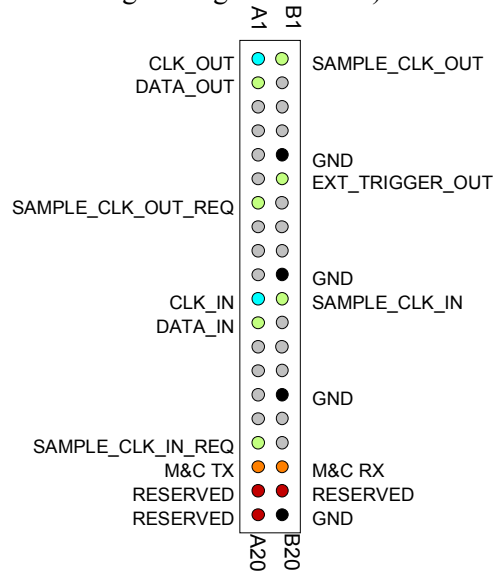 A1 B1
CLK_OUT SAMPLE_CLK_OUT
DATA_OUT
GND
EXT_TRIGGER_OUT
SAMPLE_CLK_OUT_REQ
GND
CLK_IN SAMPLE_CLK_IN
DATA_IN
GND
SAMPLE_CLK_IN_REQ
M&C TX M&C RX
RESERVED RESERVED
RESERVED GND
A20 B20